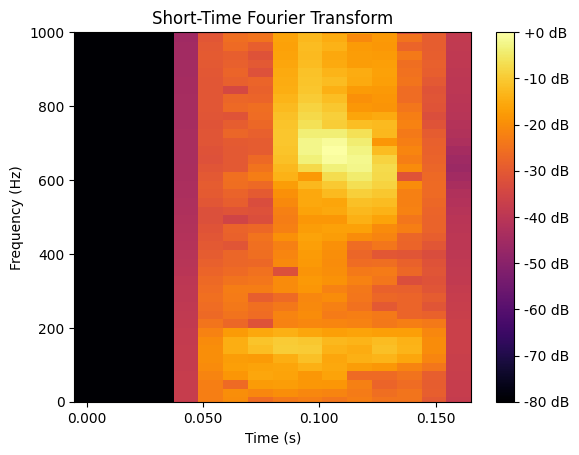 Short-Time Fourier Transform
1000
800
600
400
200
0
Frequency (Hz)
0.000
0.050
0.100
0.150
Time (s)
+0 dB
-10 dB
-20 dB
-30 dB
-40 dB
-50 dB
-60 dB
-70 dB
-80 dB